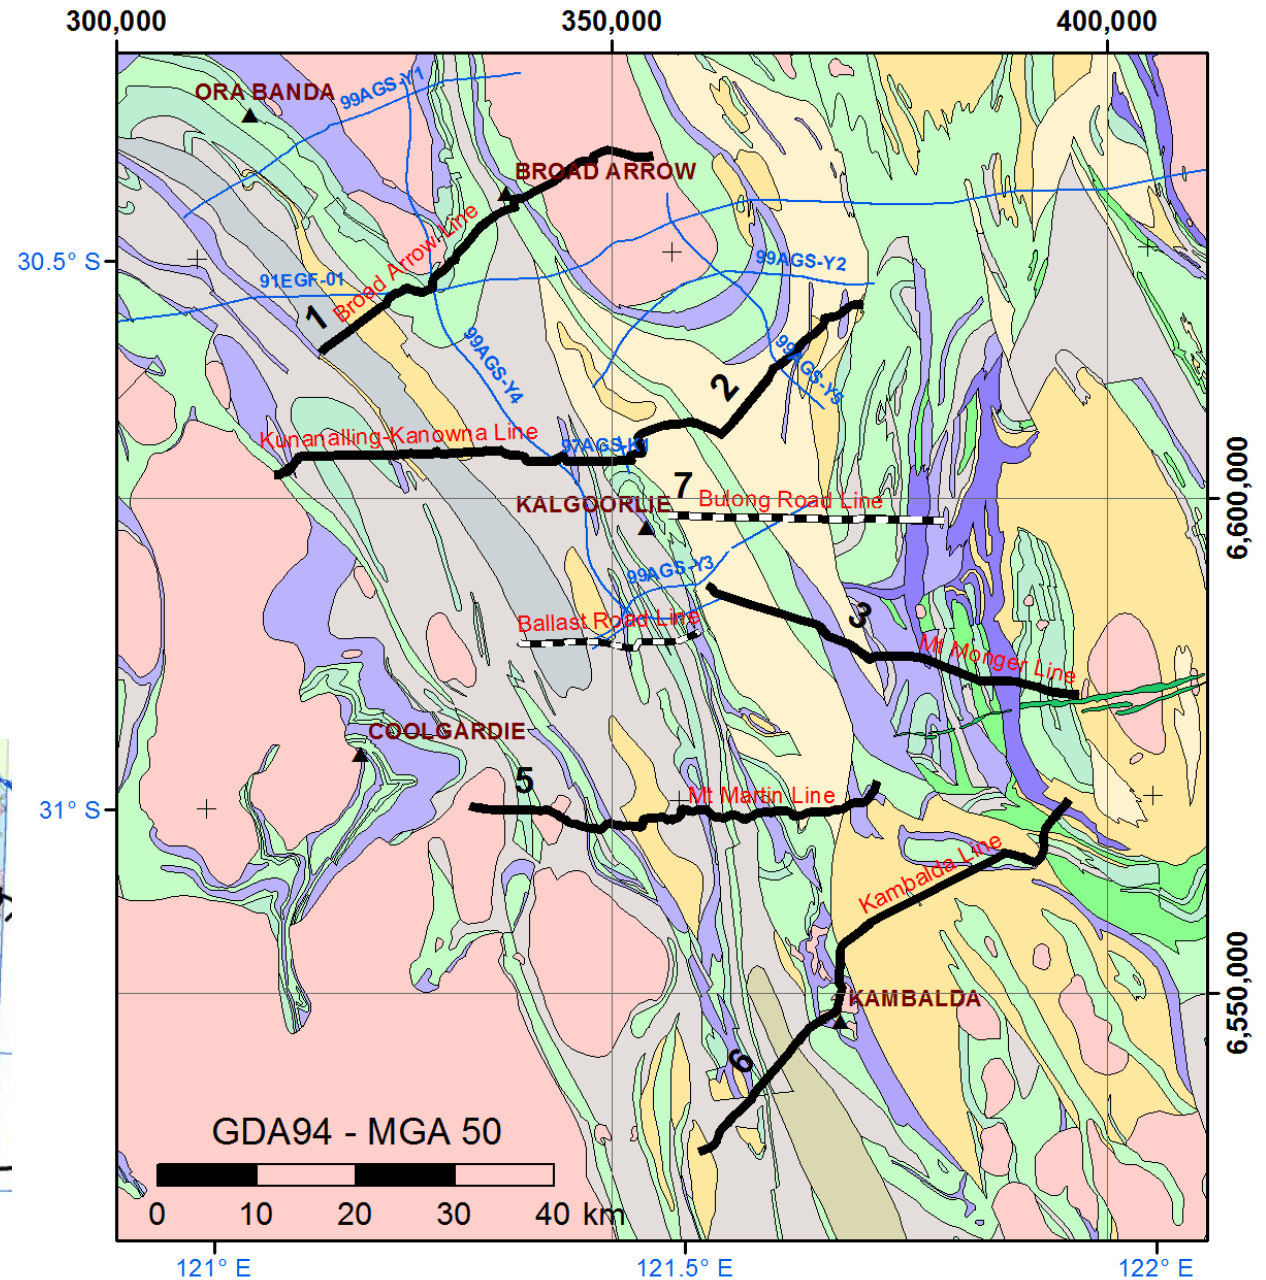 300,000
350,000
400,000
ORA BANDA
99AGS-Y1
BROAD ARROW
Broad Arrow Line
30.5° S
91EGF-01
99AGS-Y2
1
99AGS-Y4
99AGS-Y5
2
Kunanalling-Kanowna Line
97AGS-K1
KALGOORLIE
7
Bulong Road Line
6,600,000
99AGS-Y3
Ballast Road Line
3
Mt Monger Line
COOLGARDIE
5
Mt Martin Line
31° S
Kambalda Line
KAMBALDA
6,550,000
6
GDA94 - MGA 50
0 10 20 30 40 km
121° E
121.5° E
122° E